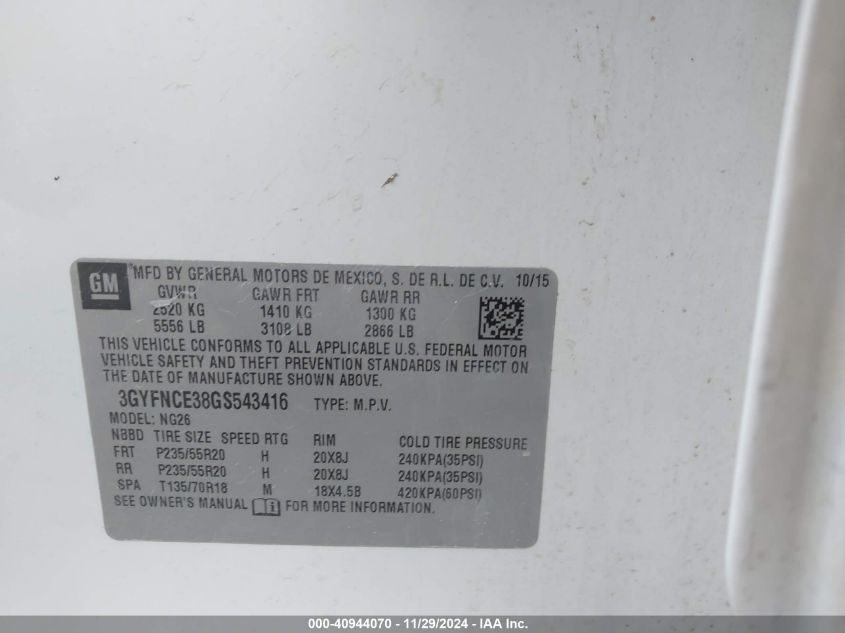 GM
*MFD BY GENERAL MOTORS DE MEXICO, S. DE R.L. DE C.V. 10/15
GVWR GAWR FRT GAWR RR
2520 KG 1410 KG 1300 KG
5556 LB 3108 LB 2866 LB
THIS VEHICLE CONFORMS TO ALL APPLICABLE U.S. FEDERAL MOTOR
VEHICLE SAFETY AND THEFT PREVENTION STANDARDS IN EFFECT ON
THE DATE OF MANUFACTURE SHOWN ABOVE.
3GYFNCE38GS543416 TYPE: M.P.V.
MODEL: NG26
NBBD TIRE SIZE SPEED RTG RIM COLD TIRE PRESSURE
FRT P235/55R20 H 20X8J 240KPA(35PSI)
RR P235/55R20 H 20X8J 240KPA(35PSI)
SPA T135/70R18 M 18X4.5B 420KPA(60PSI)
SEE OWNER'S MANUAL i FOR MORE INFORMATION.
000-40944070 - 11/29/2024 - IAA Inc.